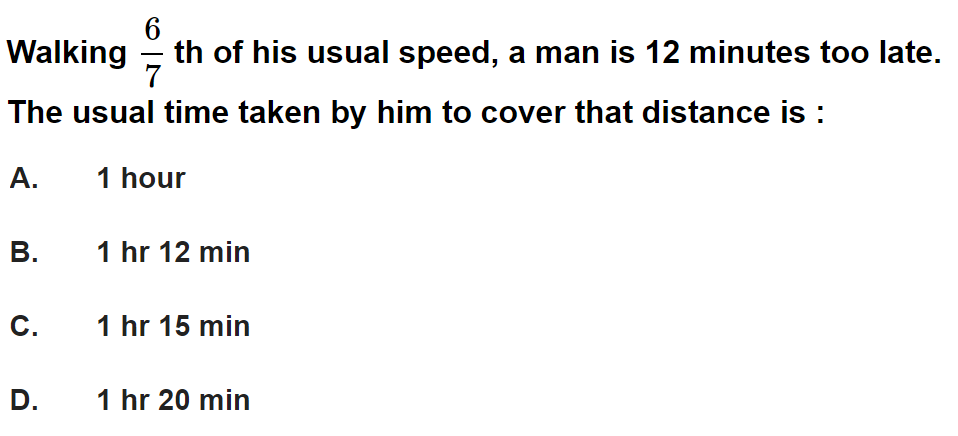 Walking 6/7 th of his usual speed, a man is 12 minutes too late.
The usual time taken by him to cover that distance is :
A. 1 hour
B. 1 hr 12 min
C. 1 hr 15 min
D. 1 hr 20 min